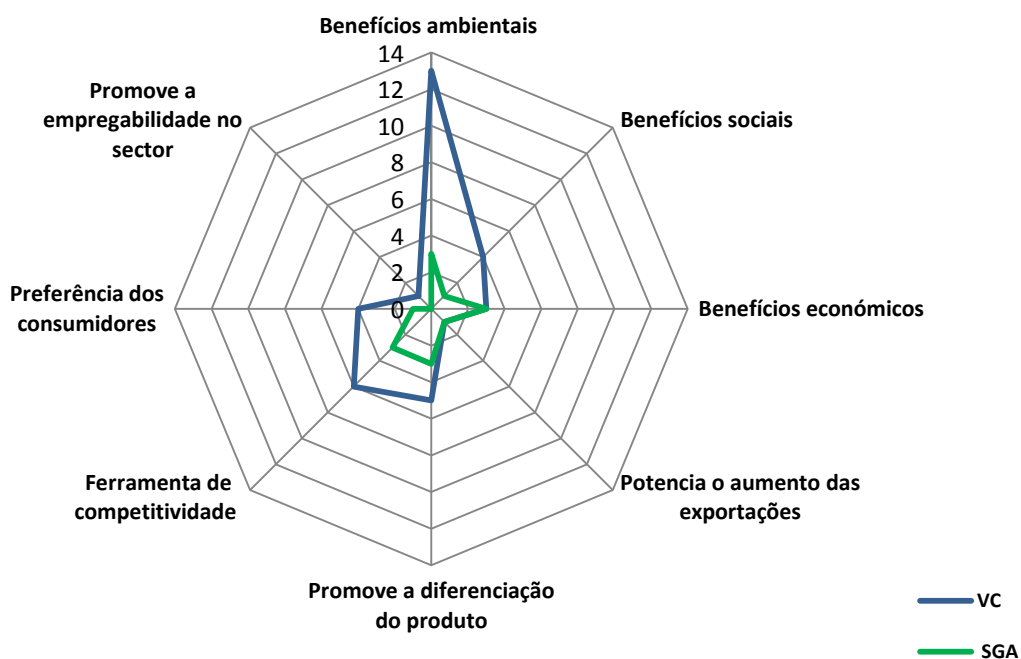 Benefícios ambientais
14
12
10
8
6
4
2
0
Benefícios sociais
Benefícios económicos
Potencia o aumento das
exportações
Promove a diferenciação
do produto
Ferramenta de
competitividade
Preferência dos
consumidores
Promove a
empregabilidade no
sector
VC
SGA